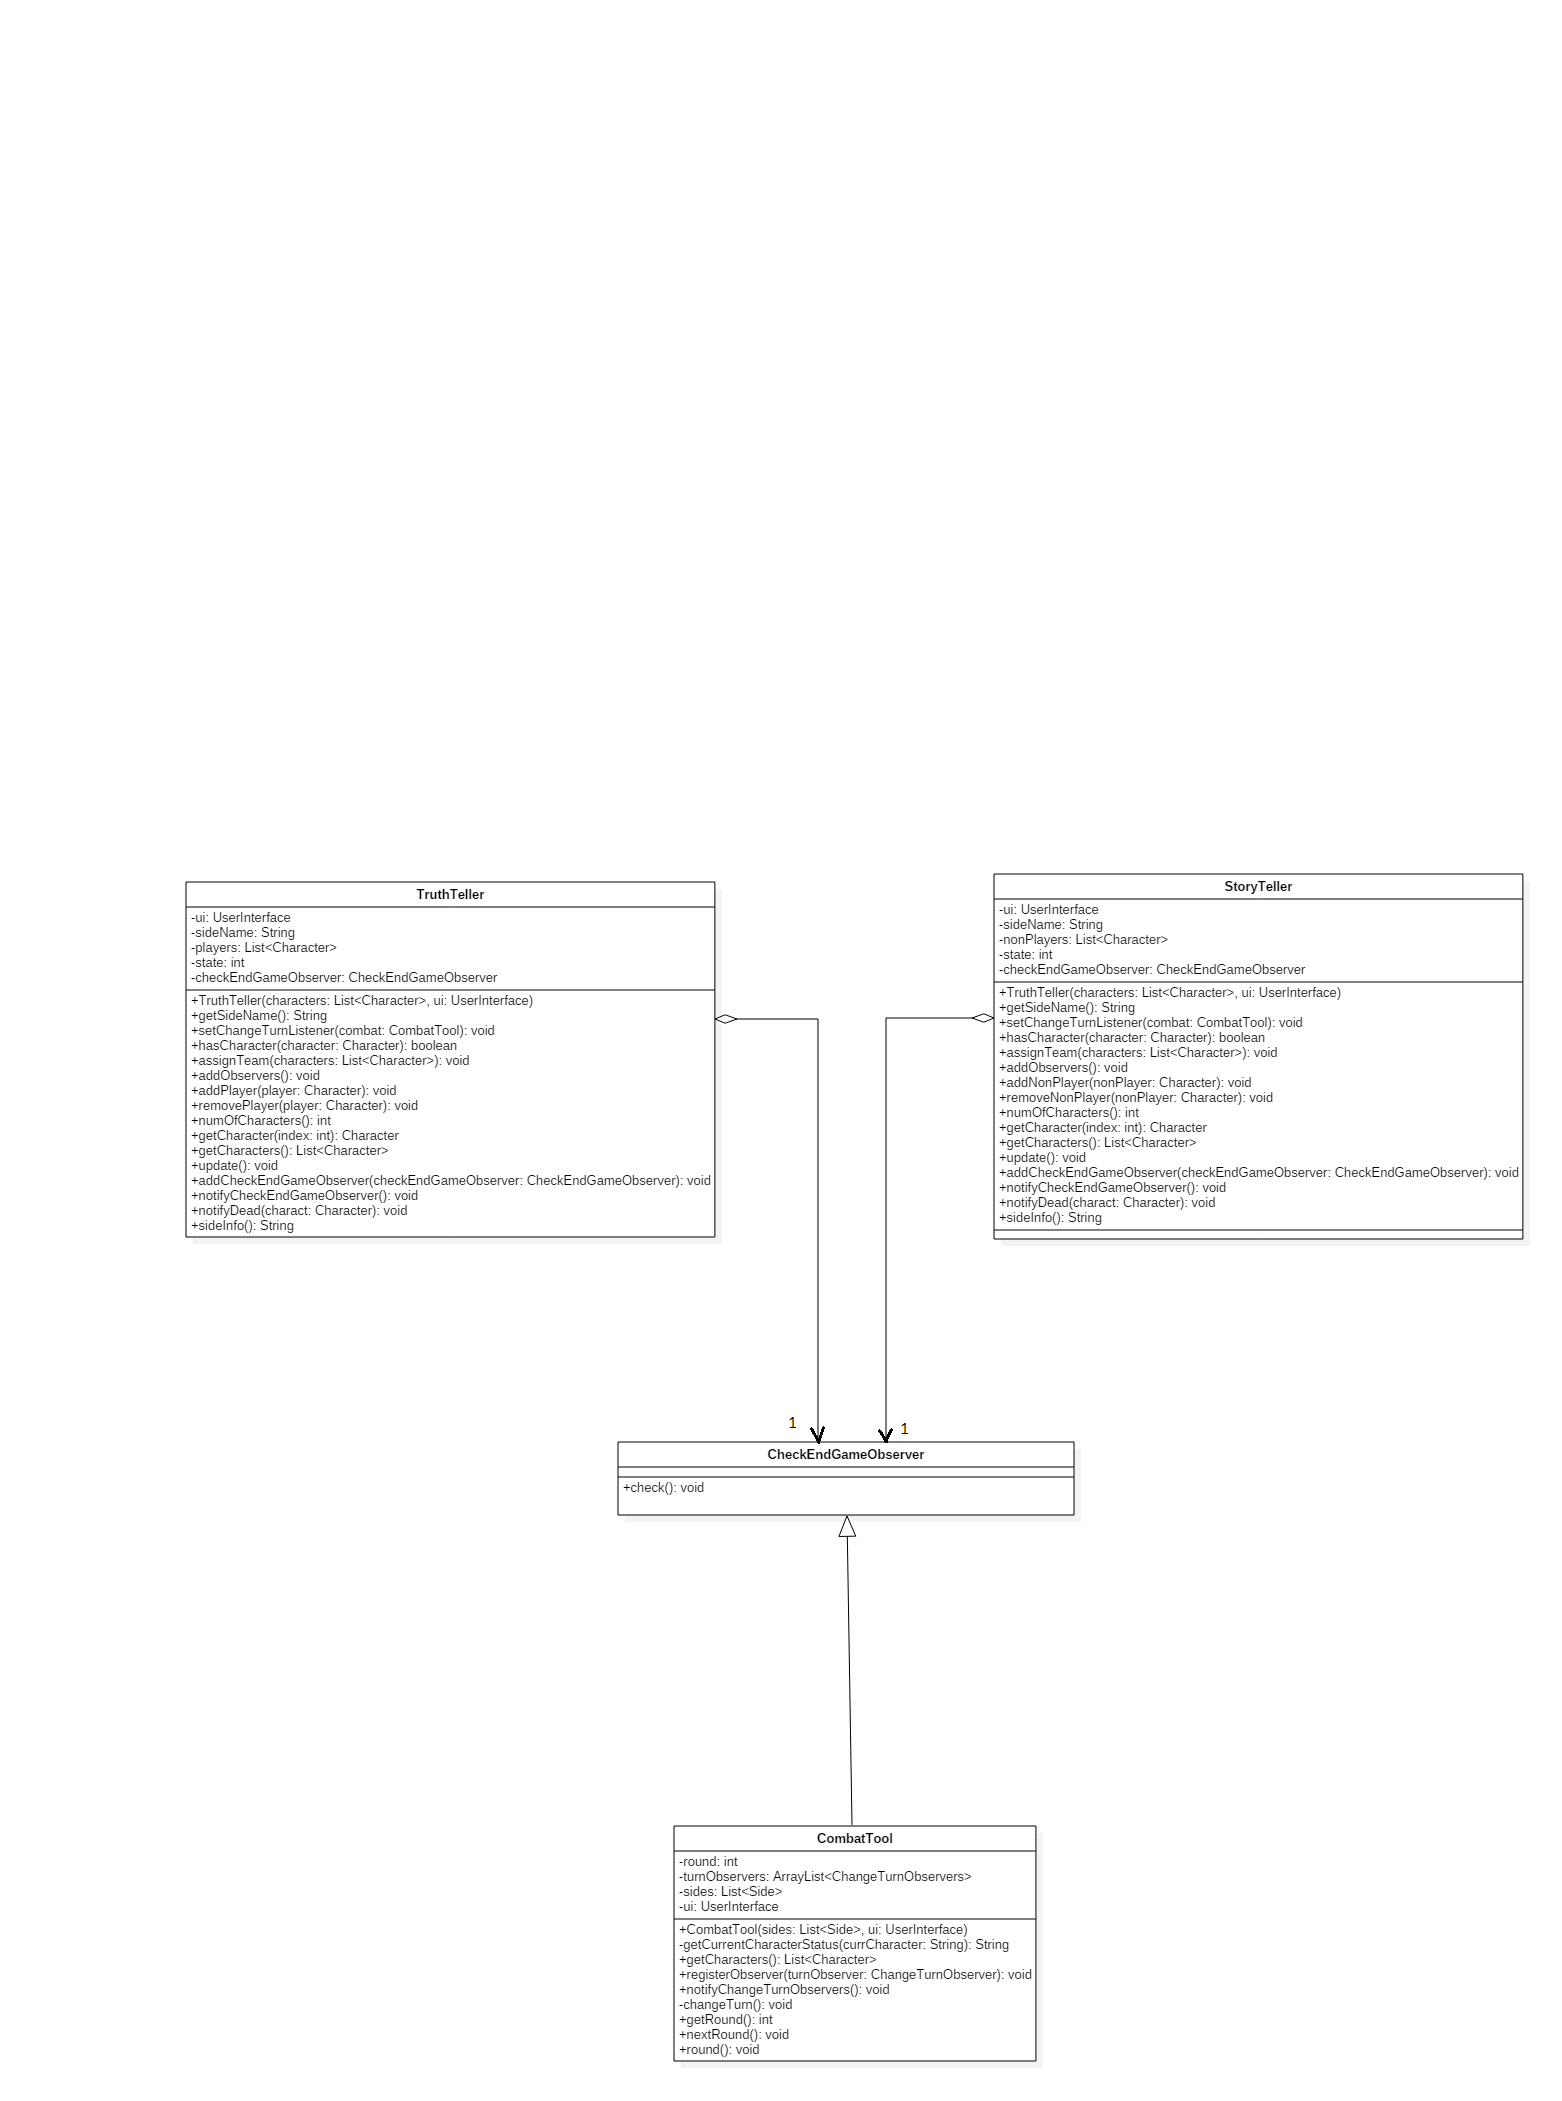 TruthTeller
-ui: UserInterface
-sideName: String
-players: List<Character>
-state: int
-checkEndGameObserver: CheckEndGameObserver
+TruthTeller(characters: List<Character>, ui: UserInterface)
+getSideName(): String
+setChangeTurnListener(combat: CombatTool): void
+hasCharacter(character: Character): boolean
+assignTeam(characters: List<Character>): void
+addObservers(): void
+addPlayer(player: Character): void
+removePlayer(player: Character): void
+numOfCharacters(): int
+getCharacter(index: int): Character
+getCharacters(): List<Character>
+update(): void
+addCheckEndGameObserver(checkEndGameObserver: CheckEndGameObserver): void
+notifyCheckEndGameObserver(): void
+notifyDead(charact: Character): void
+sideInfo(): String
StoryTeller
-ui: UserInterface
-sideName: String
-nonPlayers: List<Character>
-state: int
-checkEndGameObserver: CheckEndGameObserver
+TruthTeller(characters: List<Character>, ui: UserInterface)
+getSideName(): String
+setChangeTurnListener(combat: CombatTool): void
+hasCharacter(character: Character): boolean
+assignTeam(characters: List<Character>): void
+addObservers(): void
+addNonPlayer(nonPlayer: Character): void
+removeNonPlayer(nonPlayer: Character): void
+numOfCharacters(): int
+getCharacter(index: int): Character
+getCharacters(): List<Character>
+update(): void
+addCheckEndGameObserver(checkEndGameObserver: CheckEndGameObserver): void
+notifyCheckEndGameObserver(): void
+notifyDead(charact: Character): void
+sideInfo(): String
1
1
CheckEndGameObserver
+check(): void
CombatTool
-round: int
-turnObservers: ArrayList<ChangeTurnObservers>
-sides: List<Side>
-ui: UserInterface
+CombatTool(sides: List<Side>, ui: UserInterface)
-getCurrentCharacterStatus(currCharacter: String): String
+getCharacters(): List<Character>
+registerObserver(turnObserver: ChangeTurnObserver): void
+notifyChangeTurnObservers(): void
-changeTurn(): void
+getRound(): int
+nextRound(): void
+round(): void